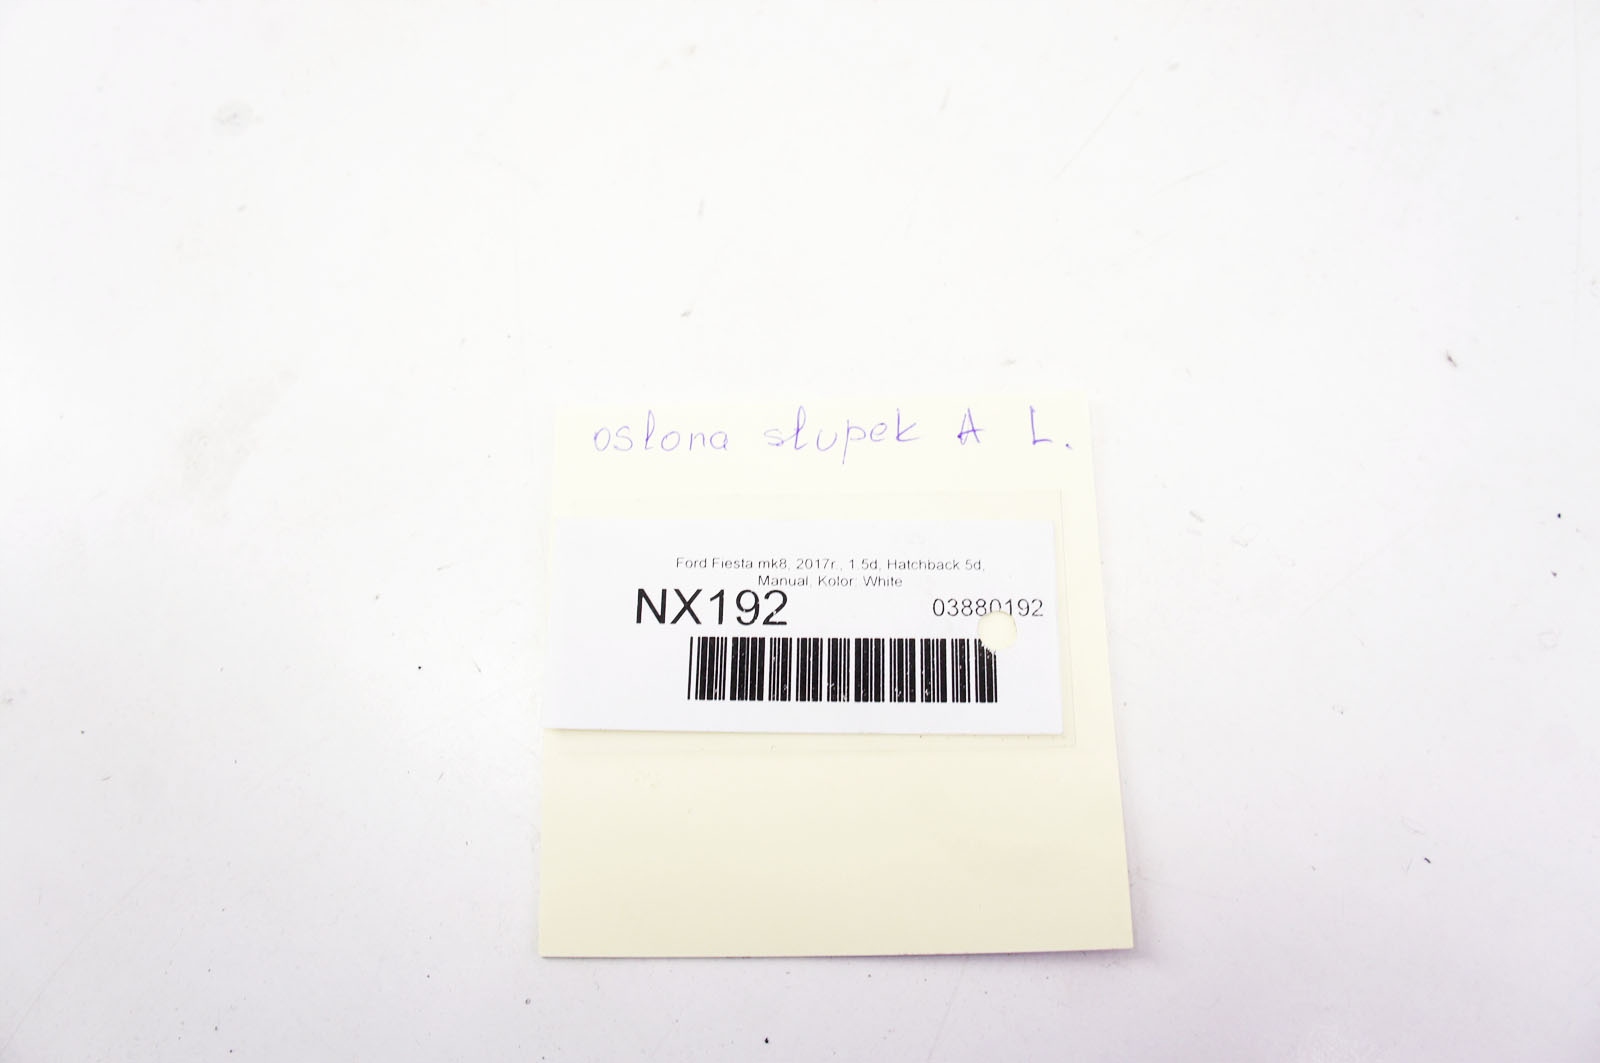 osłona słupek A L.
Ford Fiesta mk8, 2017r., 1.5d, Hatchback 5d,
Manual, Kolor: White
NX192 03880192